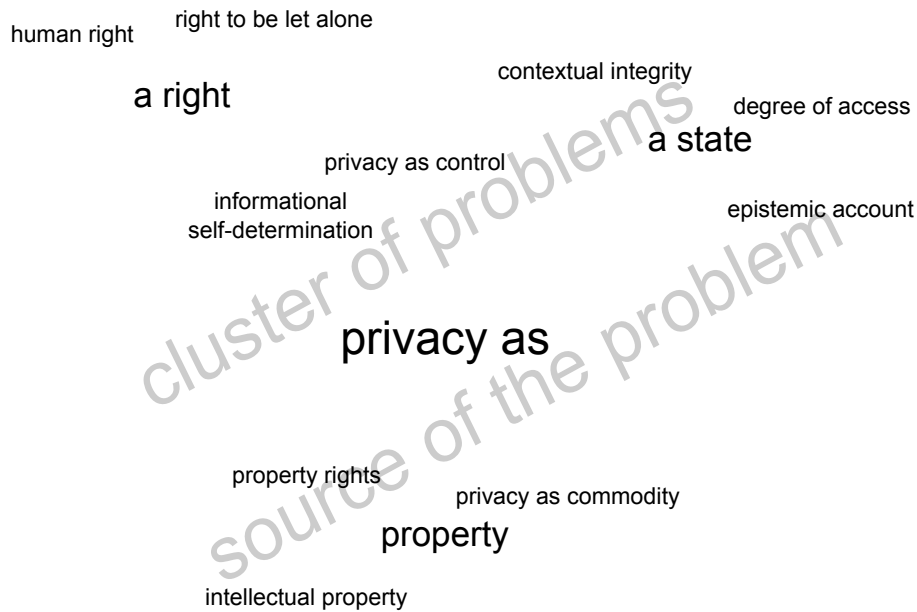 right to be let alone
human right
contextual integrity
a right
degree of access
a state
privacy as control
informational
self-determination
epistemic account
cluster of problems
privacy as
source of the problem
property rights
privacy as commodity
property
intellectual property